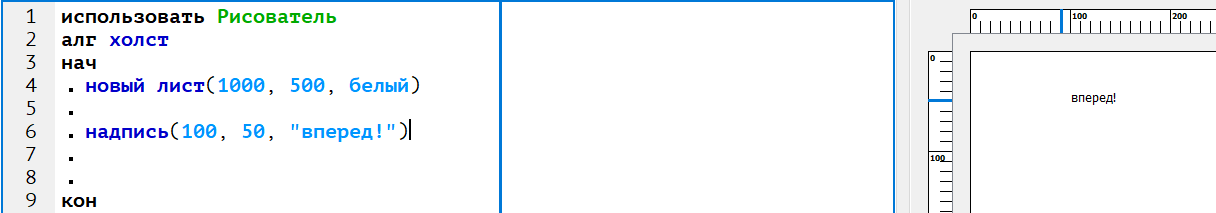 1 использовать Рисователь
2 алг холст
3 нач
4 . новый лист(1000, 500, белый)
5 .
6 . надпись(100, 50, "вперед!")
7 .
8 .
9 кон
0 100 200
0
вперед!
100